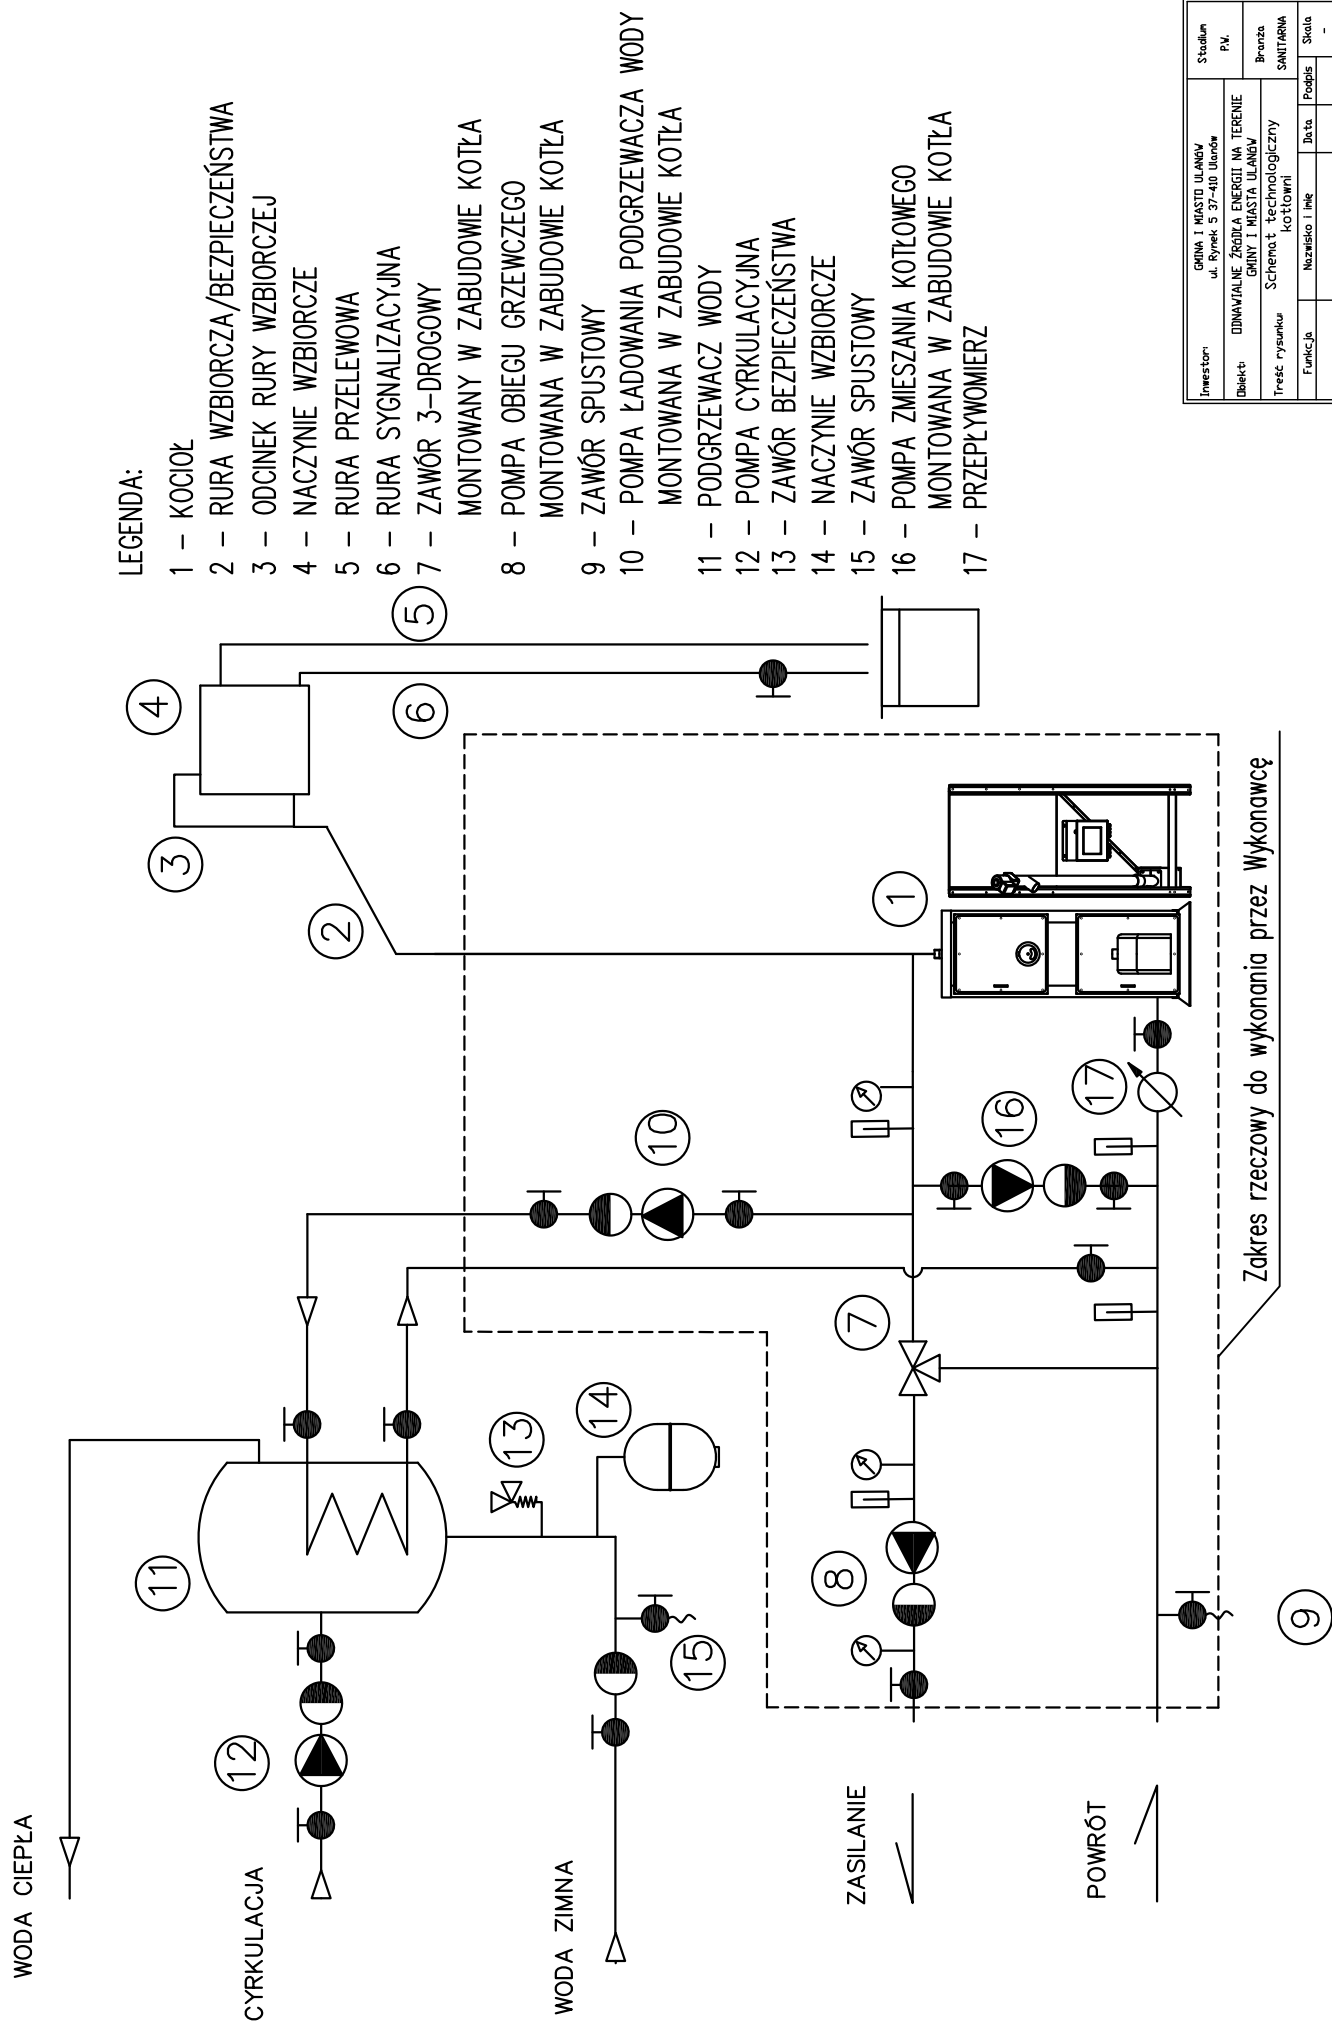 WODA CIEPŁA
CYRKULACJA
WODA ZIMNA
ZASILANIE
POWRÓT
11
12
13
14
15
10
7
8
9
16
17
1
2
3
4
5
6
Zakres rzeczowy do wykonania przez Wykonawcę
LEGENDA:
1 – KOCIOŁ
2 – RURA WZBIORCZA/BEZPIECZEŃSTWA
3 – ODCINEK RURY WZBIORCZEJ
4 – NACZYNIE WZBIORCZE
5 – RURA PRZELEWOWA
6 – RURA SYGNALIZACYJNA
7 – ZAWÓR 3–DROGOWY
MONTOWANY W ZABUDOWIE KOTŁA
8 – POMPA OBIEGU GRZEWCZEGO
MONTOWANA W ZABUDOWIE KOTŁA
9 – ZAWÓR SPUSTOWY
10 – POMPA ŁADOWANIA PODGRZEWACZA WODY
MONTOWANA W ZABUDOWIE KOTŁA
11 – PODGRZEWACZ WODY
12 – POMPA CYRKULACYJNA
13 – ZAWÓR BEZPIECZEŃSTWA
14 – NACZYNIE WZBIORCZE
15 – ZAWÓR SPUSTOWY
16 – POMPA ZMIESZANIA KOTŁOWEGO
MONTOWANA W ZABUDOWIE KOTŁA
17 – PRZEPŁYWOMIERZ
Inwestor: GMINA I MIASTO ULANÓW
ul. Rynek 5 37-410 Ulanów
Stadium
P.W.
Obiekt: ODNAWIALNE ŹRÓDŁA ENERGII NA TERENIE
GMINY I MIASTA ULANÓW
Branża
SANITARNA
Treść rysunku: Schemat technologiczny
kotłowni
Funkcja Nazwisko i imię Data Podpis Skala
-